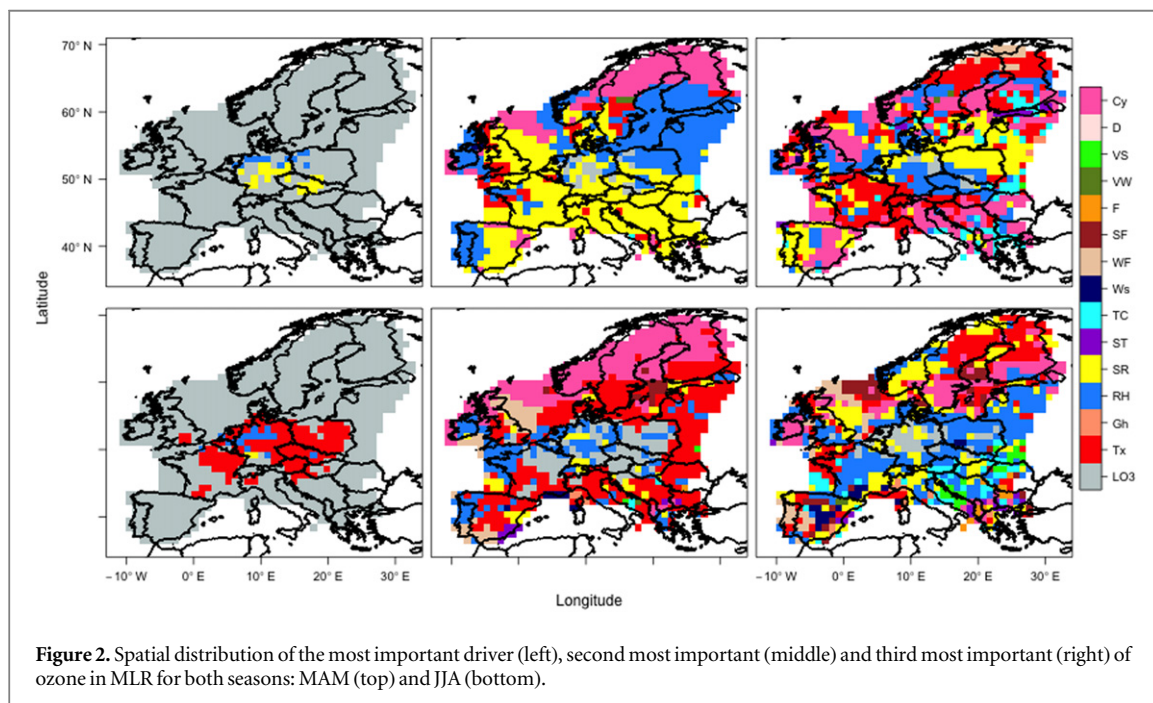 70° N
60° N
50° N
40° N
Latitude
−10° W
0° E
10° E
20° E
30° E
−10° W
0° E
10° E
20° E
30° E
Longitude
Cy
D
VS
VW
F
SF
WF
Ws
TC
ST
SR
RH
Gh
Tx
LO3
Figure 2. Spatial distribution of the most important driver (left), second most important (middle) and third most important (right) of
ozone in MLR for both seasons: MAM (top) and JJA (bottom).